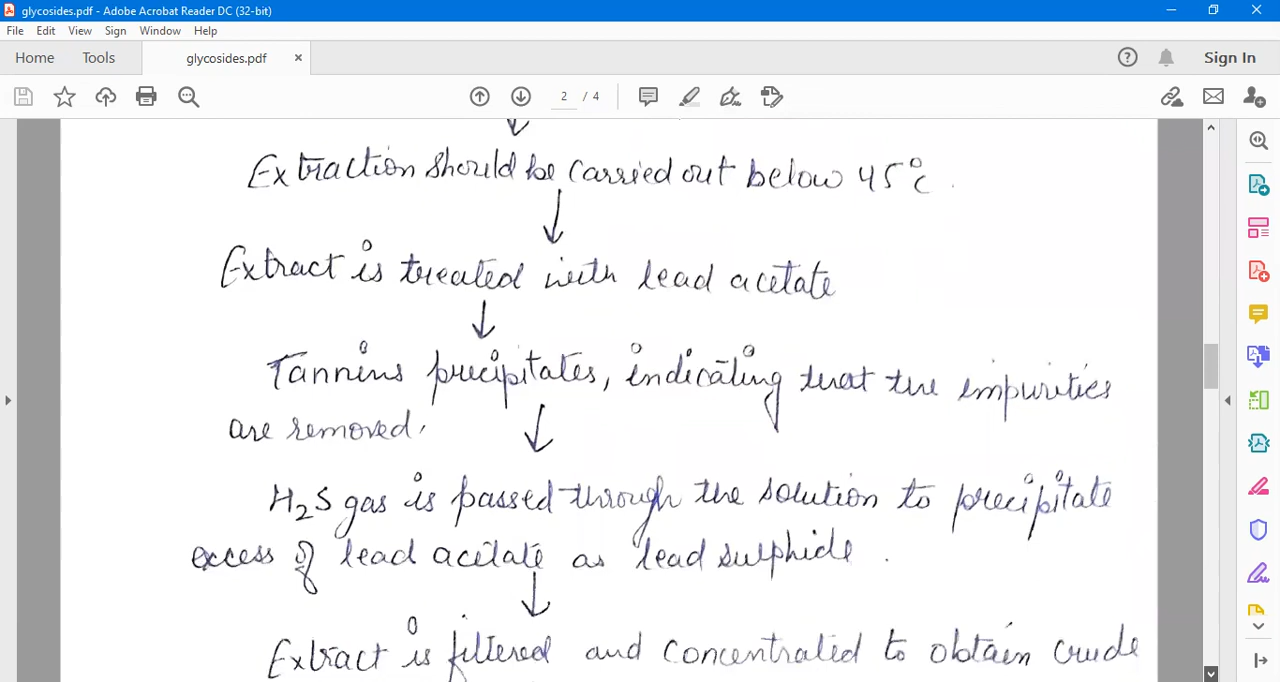 glycosides.pdf - Adobe Acrobat Reader DC (32-bit)
File Edit View Sign Window Help
Home Tools glycosides.pdf × Sign In
2 / 4
Extraction should be carried out below 45°C.
Extract is treated with lead acetate
Tannins precipitates, indicating that the impurities
are removed.
H2S gas is passed through the solution to precipitate
excess of lead acetate as lead sulphide.
Extract is filtered and concentrated to obtain crude